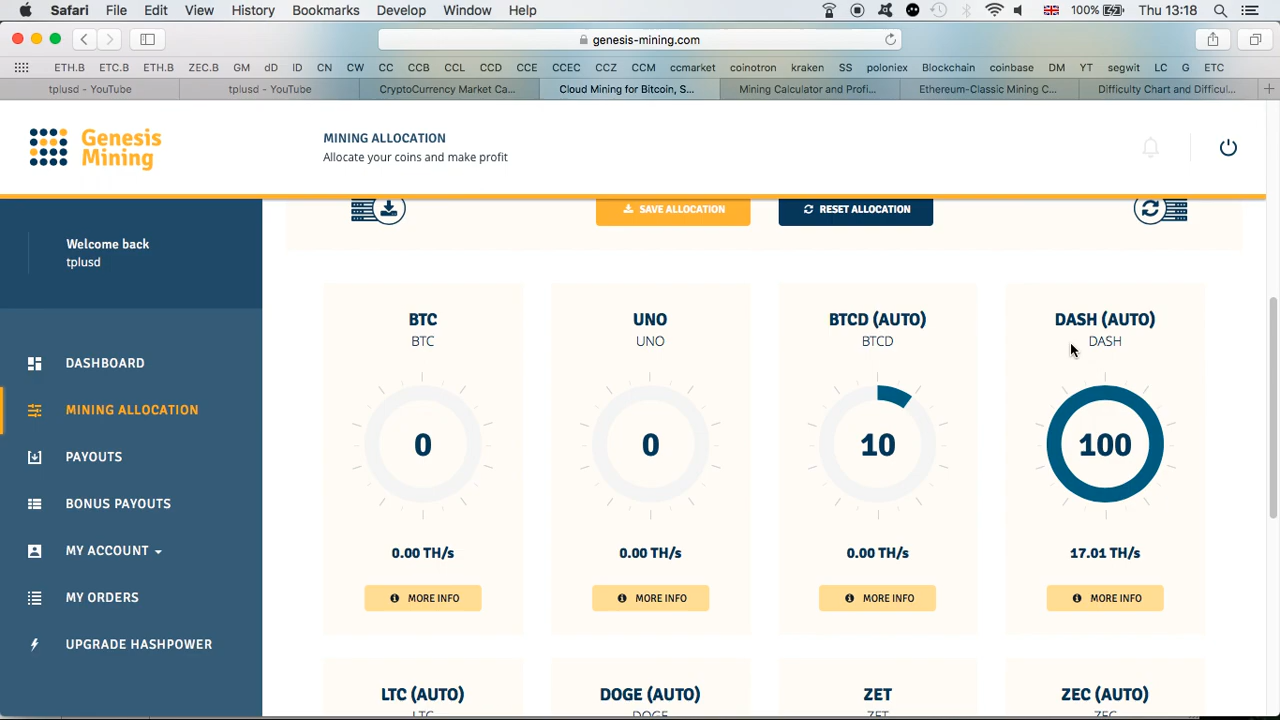 Safari File Edit View History Bookmarks Develop Window Help 100% Thu 13:18
genesis-mining.com
ETH.B ETC.B ETH.B ZEC.B GM dD ID CN CW CC CCB CCL CCD CCE CCEC CCZ CCM ccmarket coinotron kraken SS poloniex Blockchain coinbase DM YT segwit LC G ETC
tplusd - YouTube tplusd - YouTube CryptoCurrency Market Ca... Cloud Mining for Bitcoin, S... Mining Calculator and Profi... Ethereum-Classic Mining C... Difficulty Chart and Difficul...
Genesis
Mining
MINING ALLOCATION
Allocate your coins and make profit
SAVE ALLOCATION RESET ALLOCATION
Welcome back
tplusd
DASHBOARD
MINING ALLOCATION
PAYOUTS
BONUS PAYOUTS
MY ACCOUNT
MY ORDERS
UPGRADE HASHPOWER
BTC UNO BTCD (AUTO) DASH (AUTO)
BTC UNO BTCD DASH
0 0 10 100
0.00 TH/s 0.00 TH/s 0.00 TH/s 17.01 TH/s
MORE INFO MORE INFO MORE INFO MORE INFO
LTC (AUTO) DOGE (AUTO) ZET ZEC (AUTO)
LTC DOGE ZET ZEC